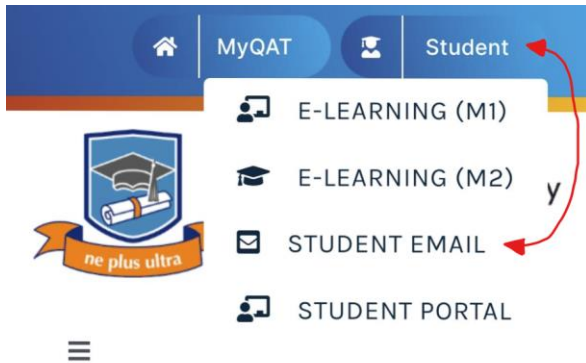 MyQAT Student
E-LEARNING (M1)
E-LEARNING (M2)
y
STUDENT EMAIL
ne plus ultra
STUDENT PORTAL